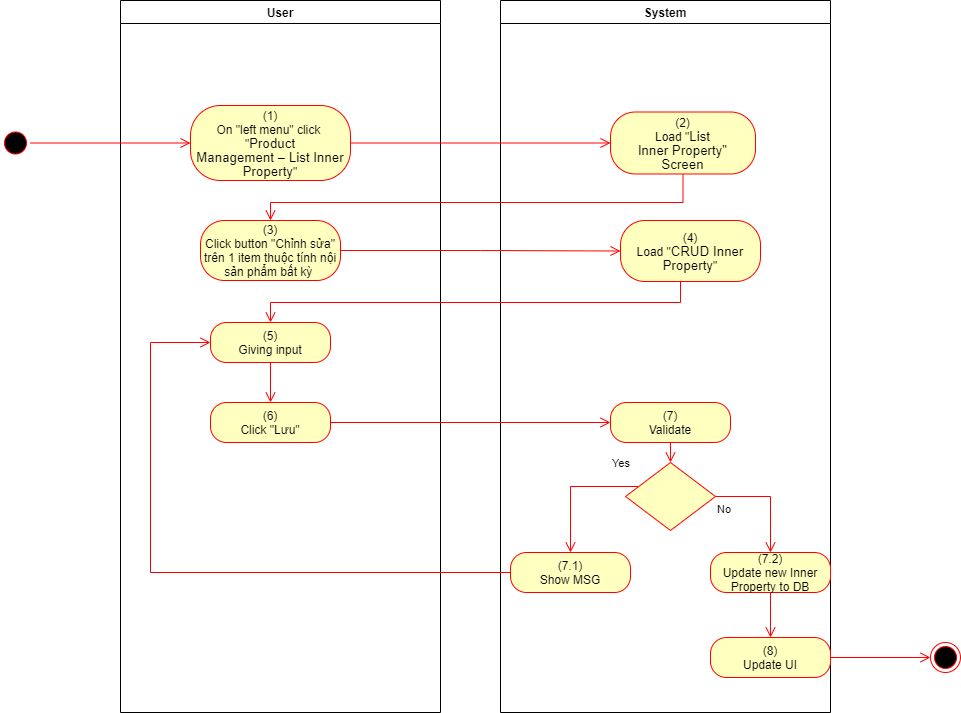 User
System
(1)
On "left menu" click
"Product
Management – List Inner
Property"
(2)
Load "List
Inner Property"
Screen
(3)
Click button "Chỉnh sửa"
trên 1 item thuộc tính nội
sản phẩm bất kỳ
(4)
Load "CRUD Inner
Property"
(5)
Giving input
(6)
Click "Lưu"
(7)
Validate
Yes
No
(7.1)
Show MSG
(7.2)
Update new Inner
Property to DB
(8)
Update UI